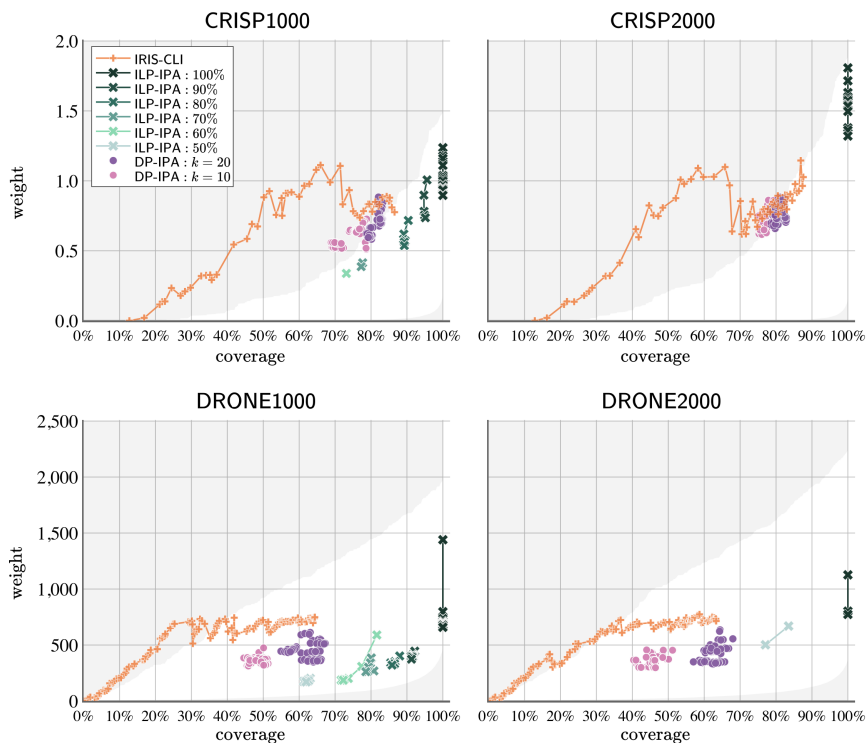 CRISP1000
CRISP2000
2.0
1.5
1.0
0.5
0.0
weight
IRIS-CLI
ILP-IPA : 100%
ILP-IPA : 90%
ILP-IPA : 80%
ILP-IPA : 70%
ILP-IPA : 60%
ILP-IPA : 50%
DP-IPA : k = 20
DP-IPA : k = 10
0% 10% 20% 30% 40% 50% 60% 70% 80% 90% 100%
0% 10% 20% 30% 40% 50% 60% 70% 80% 90% 100%
coverage
coverage
DRONE1000
DRONE2000
2,500
2,000
1,500
1,000
500
0
weight
0% 10% 20% 30% 40% 50% 60% 70% 80% 90% 100%
0% 10% 20% 30% 40% 50% 60% 70% 80% 90% 100%
coverage
coverage